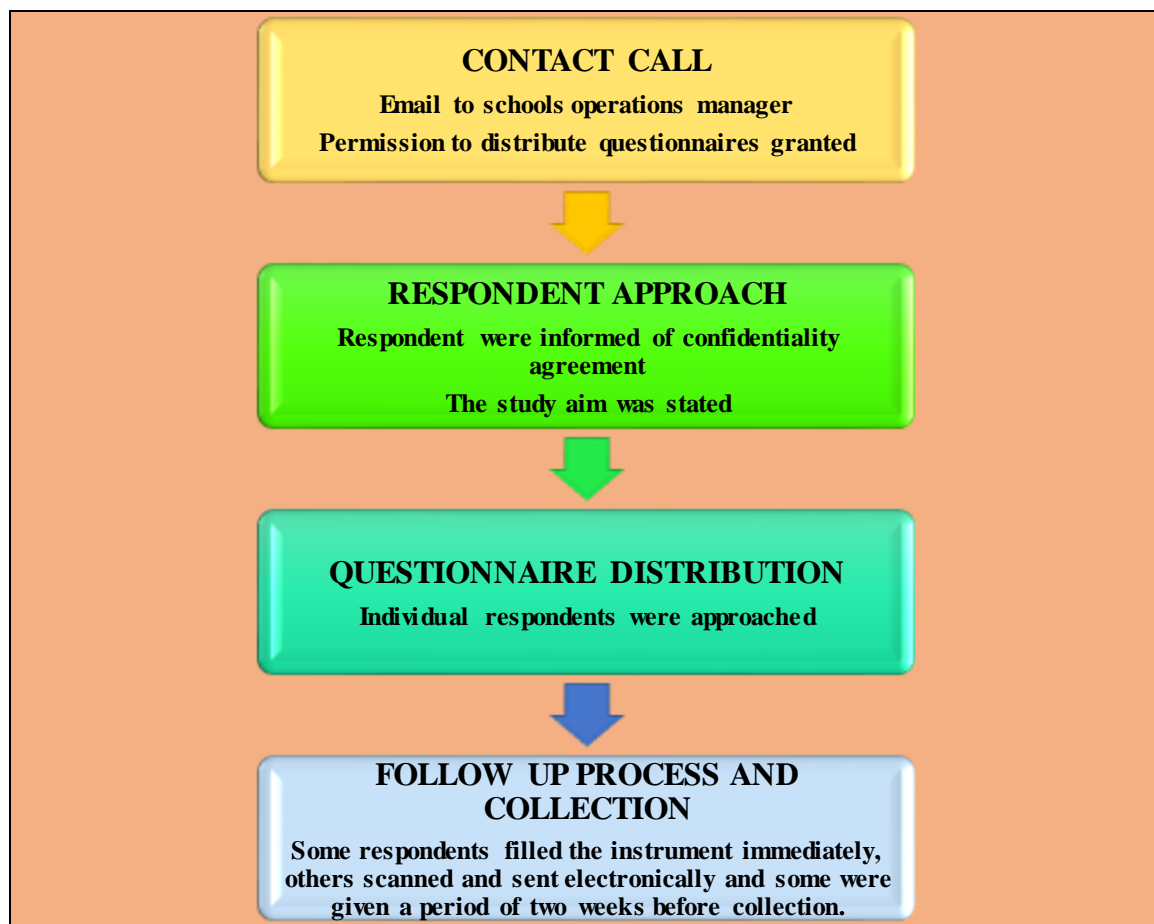 CONTACT CALL
Email to schools operations manager
Permission to distribute questionnaires granted
RESPONDENT APPROACH
Respondent were informed of confidentiality
agreement
The study aim was stated
QUESTIONNAIRE DISTRIBUTION
Individual respondents were approached
FOLLOW UP PROCESS AND
COLLECTION
Some respondents filled the instrument immediately,
others scanned and sent electronically and some were
given a period of two weeks before collection.